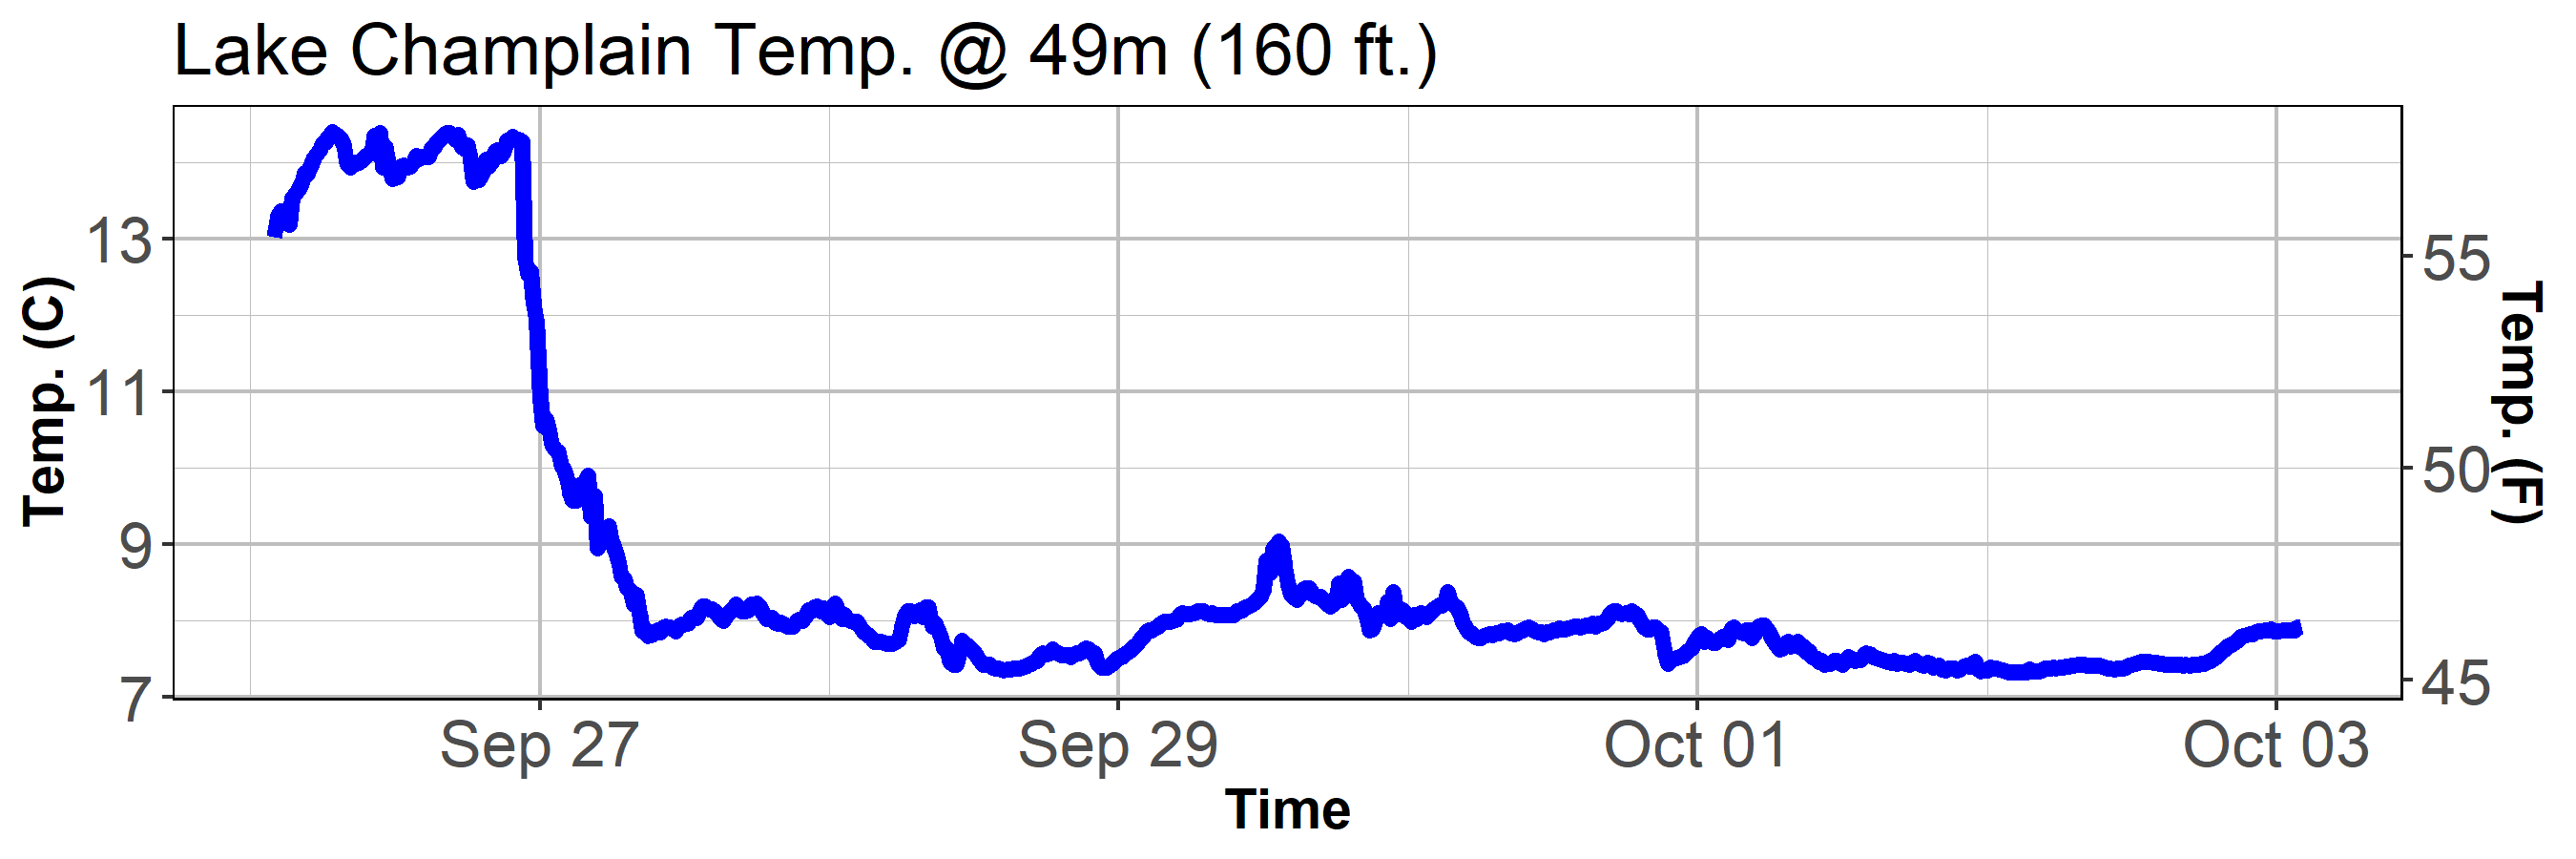 Lake Champlain Temp. @ 49m (160 ft.)
Temp. (C)
13
11
9
7
55
50
45
Temp. (F)
Sep 27
Sep 29
Oct 01
Oct 03
Time